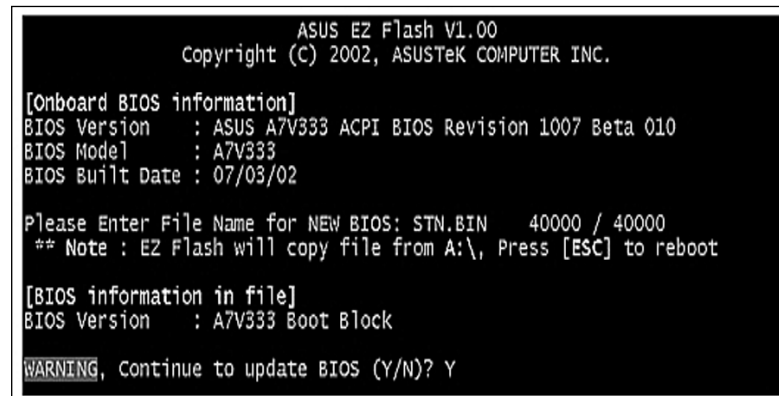 ASUS EZ Flash V1.00
Copyright (C) 2002, ASUSTeK COMPUTER INC.
[Onboard BIOS information]
BIOS Version : ASUS A7V333 ACPI BIOS Revision 1007 Beta 010
BIOS Model : A7V333
BIOS Built Date : 07/03/02
Please Enter File Name for NEW BIOS: STN.BIN 40000 / 40000
** Note : EZ Flash will copy file from A:\, Press [ESC] to reboot
[BIOS information in file]
BIOS Version : A7V333 Boot Block
WARNING, Continue to update BIOS (Y/N)? Y